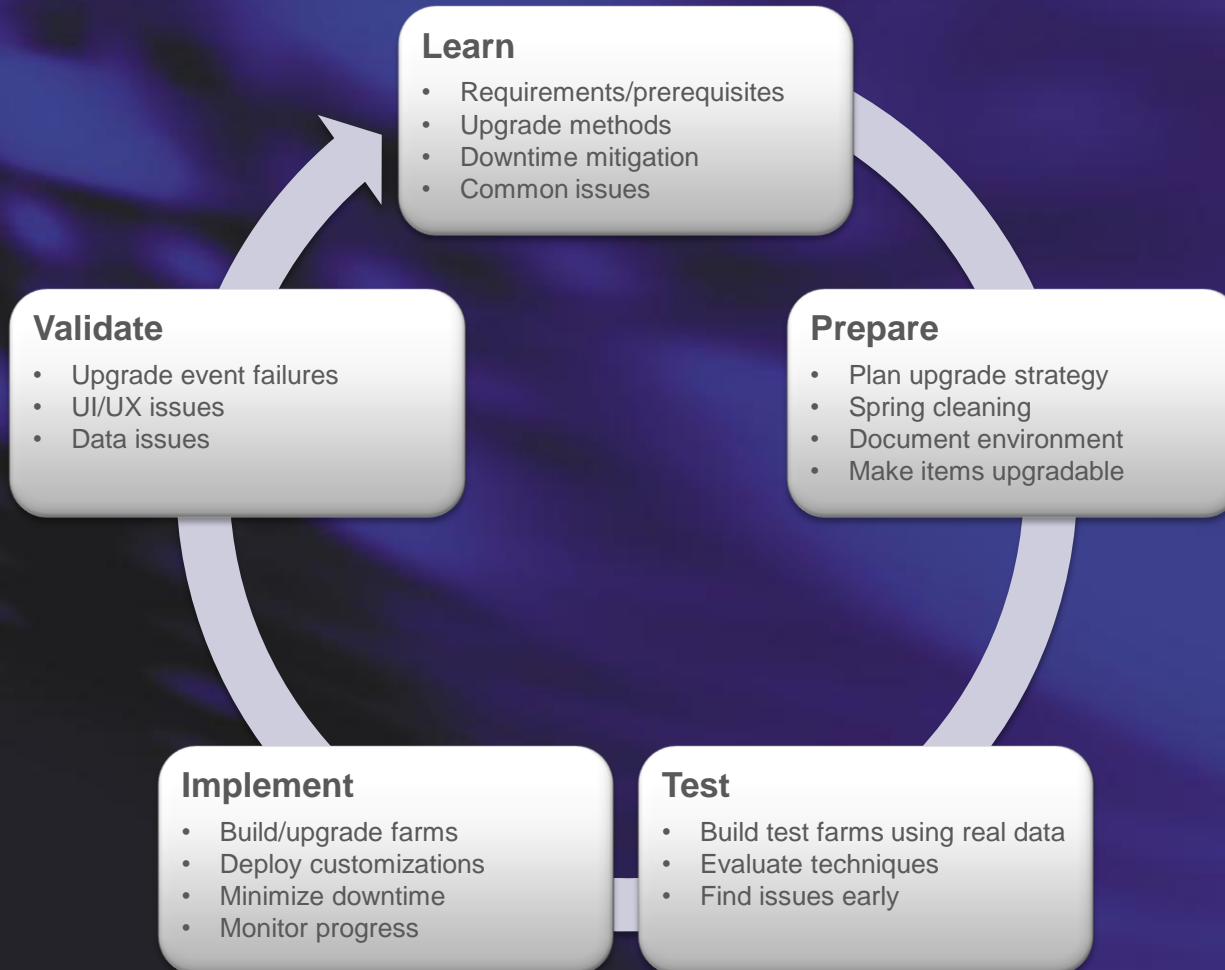 Learn
• Requirements/prerequisites
• Upgrade methods
• Downtime mitigation
• Common issues
Prepare
• Plan upgrade strategy
• Spring cleaning
• Document environment
• Make items upgradable
Test
• Build test farms using real data
• Evaluate techniques
• Find issues early
Implement
• Build/upgrade farms
• Deploy customizations
• Minimize downtime
• Monitor progress
Validate
• Upgrade event failures
• UI/UX issues
• Data issues